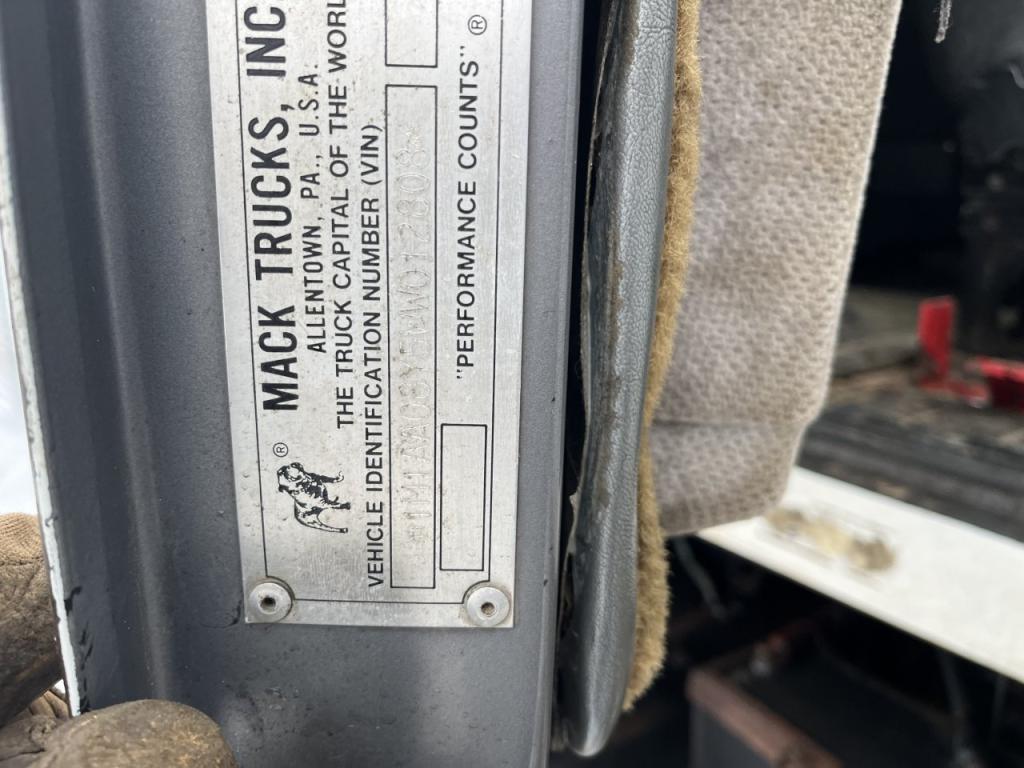 ® MACK TRUCKS, INC
ALLENTOWN, PA., U.S.A.
THE TRUCK CAPITAL OF THE WORL
VEHICLE IDENTIFICATION NUMBER (VIN)
"PERFORMANCE COUNTS" ®